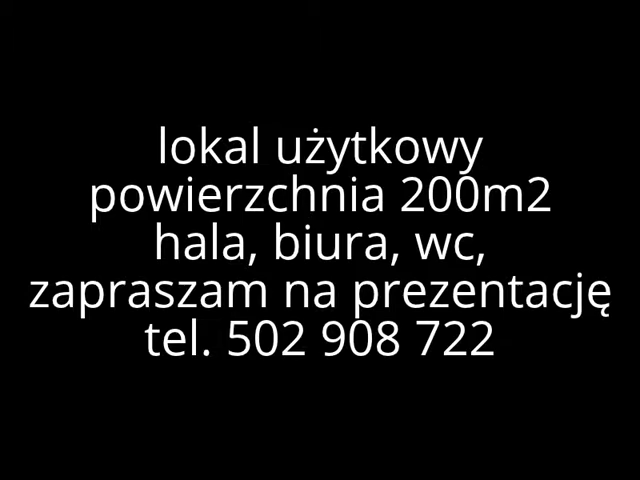 lokal użytkowy
powierzchnia 200m2
hala, biura, wc,
zapraszam na prezentację
tel. 502 908 722